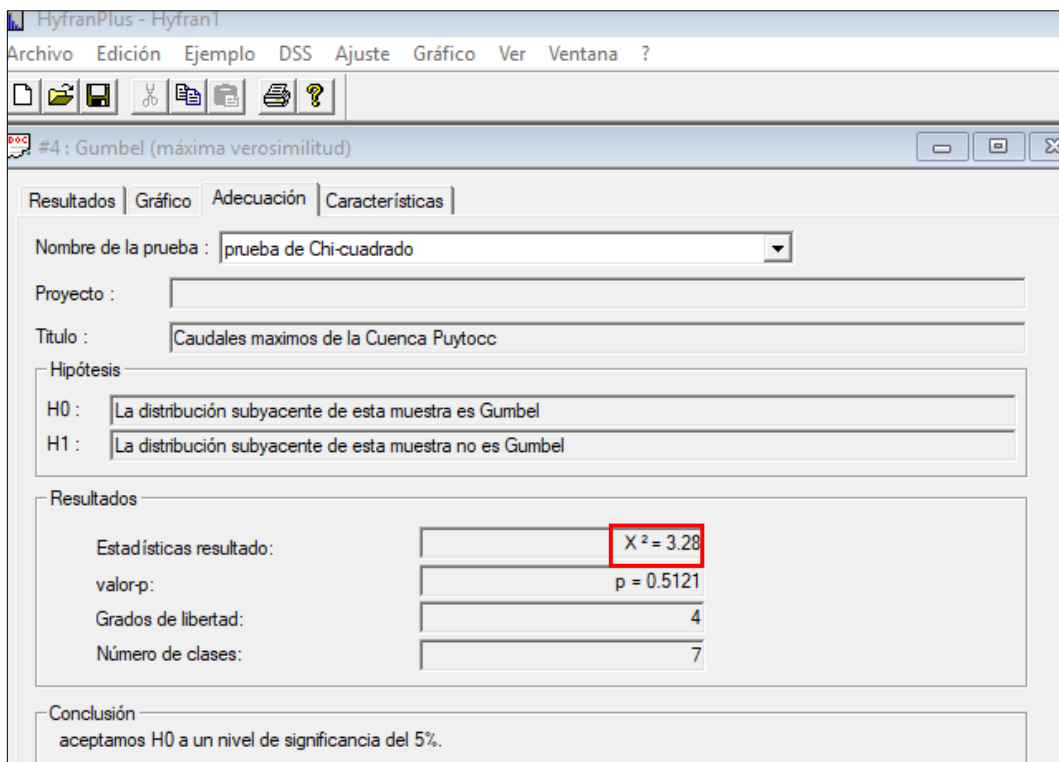 HyfranPlus - Hyfran1
Archivo Edición Ejemplo DSS Ajuste Gráfico Ver Ventana ?
#4 : Gumbel (máxima verosimilitud)
Resultados Gráfico Adecuación Características
Nombre de la prueba : prueba de Chi-cuadrado
Proyecto :
Titulo : Caudales maximos de la Cuenca Puytocc
Hipótesis
H0 : La distribución subyacente de esta muestra es Gumbel
H1 : La distribución subyacente de esta muestra no es Gumbel
Resultados
Estadísticas resultado: X ² = 3.28
valor-p: p = 0.5121
Grados de libertad: 4
Número de clases: 7
Conclusión
aceptamos H0 a un nivel de significancia del 5%.